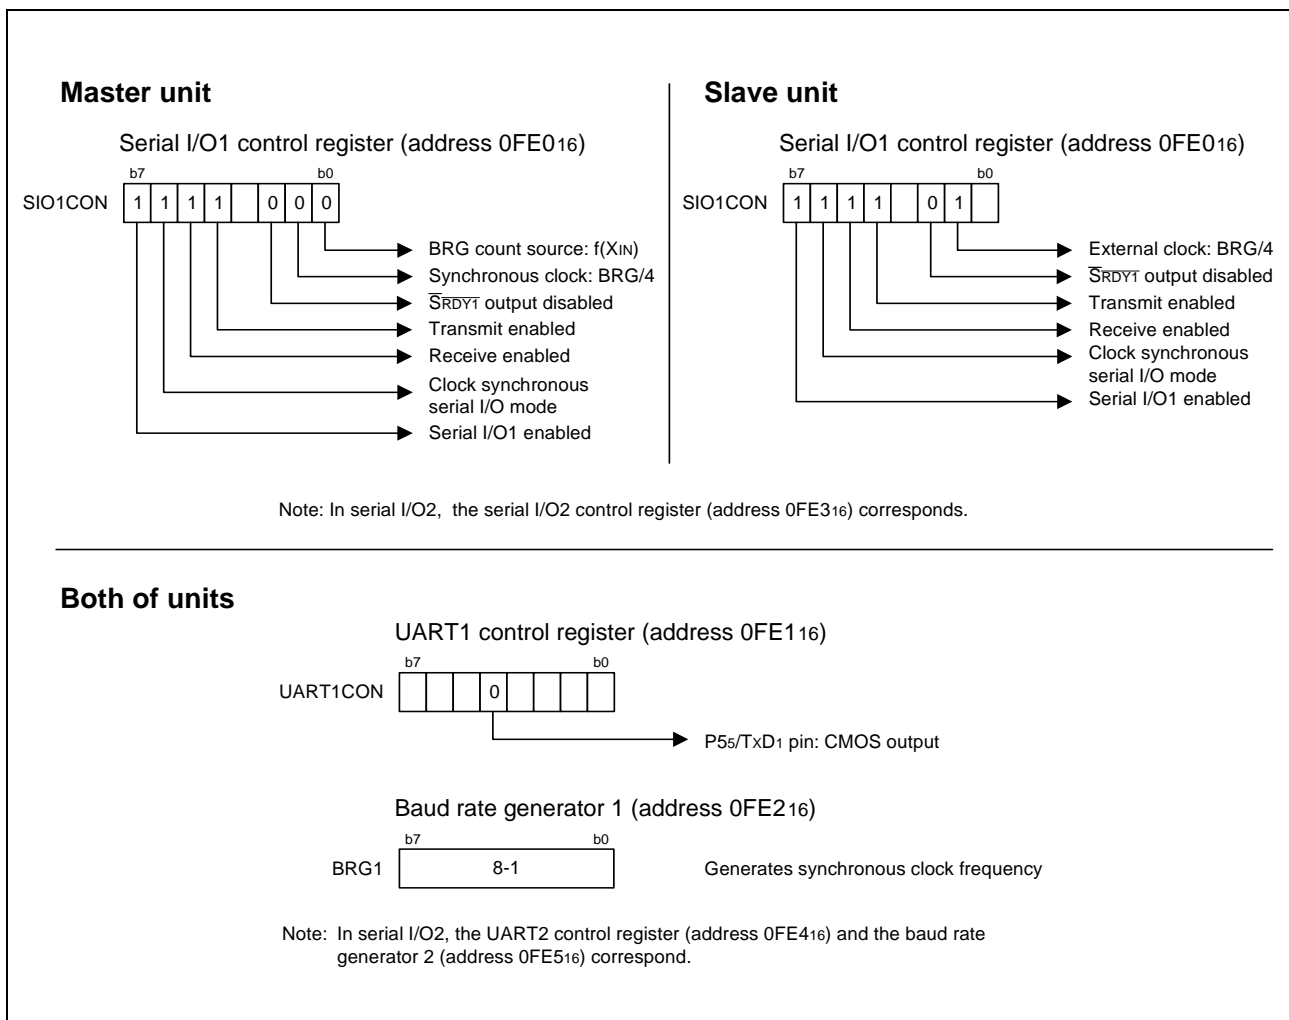 Master unit
Serial I/O1 control register (address 0FE016)
b7 b0
SIO1CON 1 1 1 1 0 0 0
BRG count source: f(XIN)
Synchronous clock: BRG/4
SRDY1 output disabled
Transmit enabled
Receive enabled
Clock synchronous
serial I/O mode
Serial I/O1 enabled
Slave unit
Serial I/O1 control register (address 0FE016)
b7 b0
SIO1CON 1 1 1 1 0 1
External clock: BRG/4
SRDY1 output disabled
Transmit enabled
Receive enabled
Clock synchronous
serial I/O mode
Serial I/O1 enabled
Note: In serial I/O2, the serial I/O2 control register (address 0FE316) corresponds.
Both of units
UART1 control register (address 0FE116)
b7 b0
UART1CON 0
P55/TxD1 pin: CMOS output
Baud rate generator 1 (address 0FE216)
b7 b0
BRG1 8-1 Generates synchronous clock frequency
Note: In serial I/O2, the UART2 control register (address 0FE416) and the baud rate
generator 2 (address 0FE516) correspond.